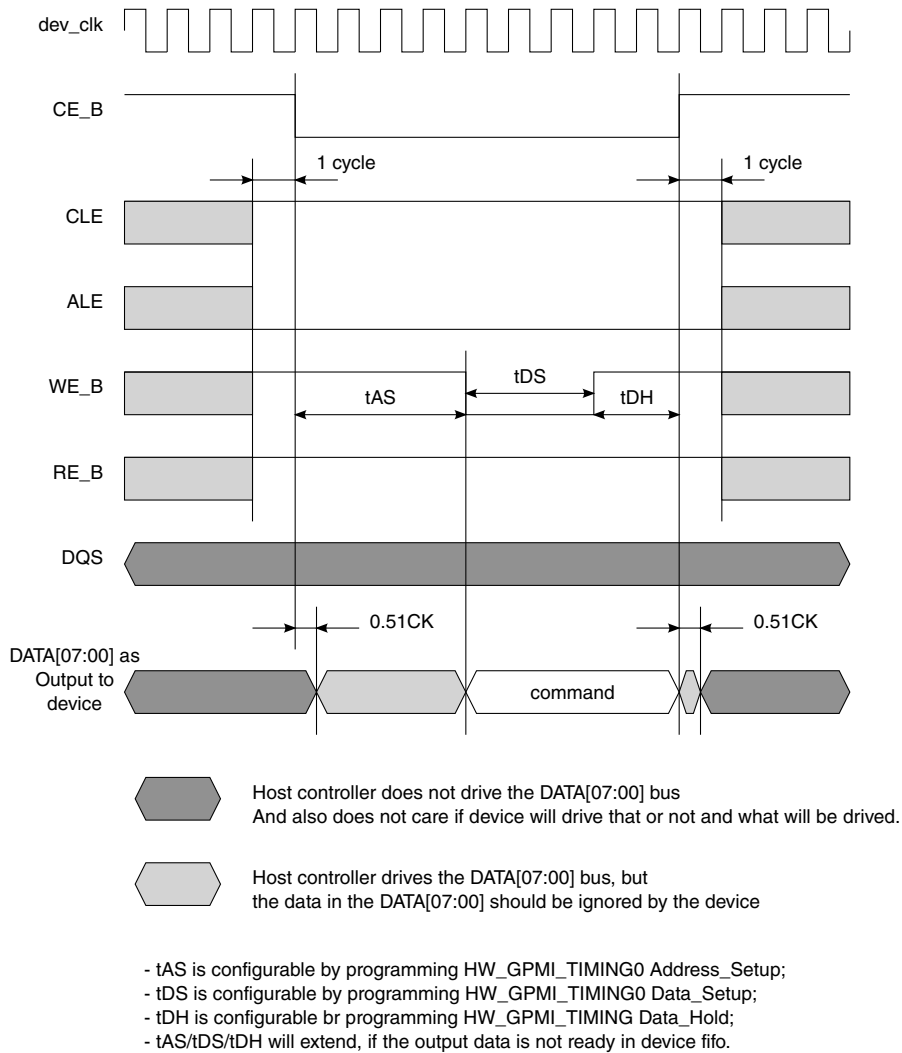 dev_clk
CE_B
1 cycle
1 cycle
CLE
ALE
WE_B
tAS
tDS
tDH
RE_B
DQS
0.51CK
0.51CK
DATA[07:00] as
Output to
device
command
Host controller does not drive the DATA[07:00] bus
And also does not care if device will drive that or not and what will be drived.
Host controller drives the DATA[07:00] bus, but
the data in the DATA[07:00] should be ignored by the device
- tAS is configurable by programming HW_GPMI_TIMING0 Address_Setup;
- tDS is configurable by programming HW_GPMI_TIMING0 Data_Setup;
- tDH is configurable br programming HW_GPMI_TIMING Data_Hold;
- tAS/tDS/tDH will extend, if the output data is not ready in device fifo.